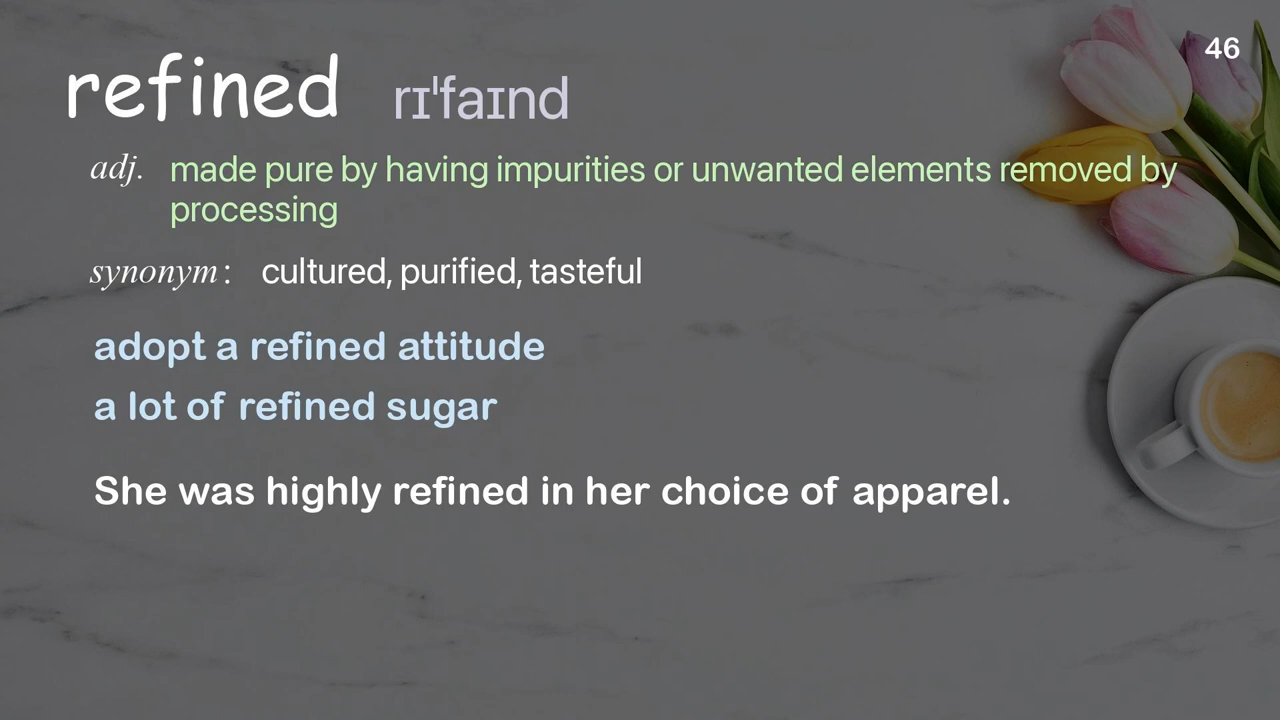 46
refined rɪˈfaɪnd
adj. made pure by having impurities or unwanted elements removed by
processing
synonym: cultured, purified, tasteful
adopt a refined attitude
a lot of refined sugar
She was highly refined in her choice of apparel.